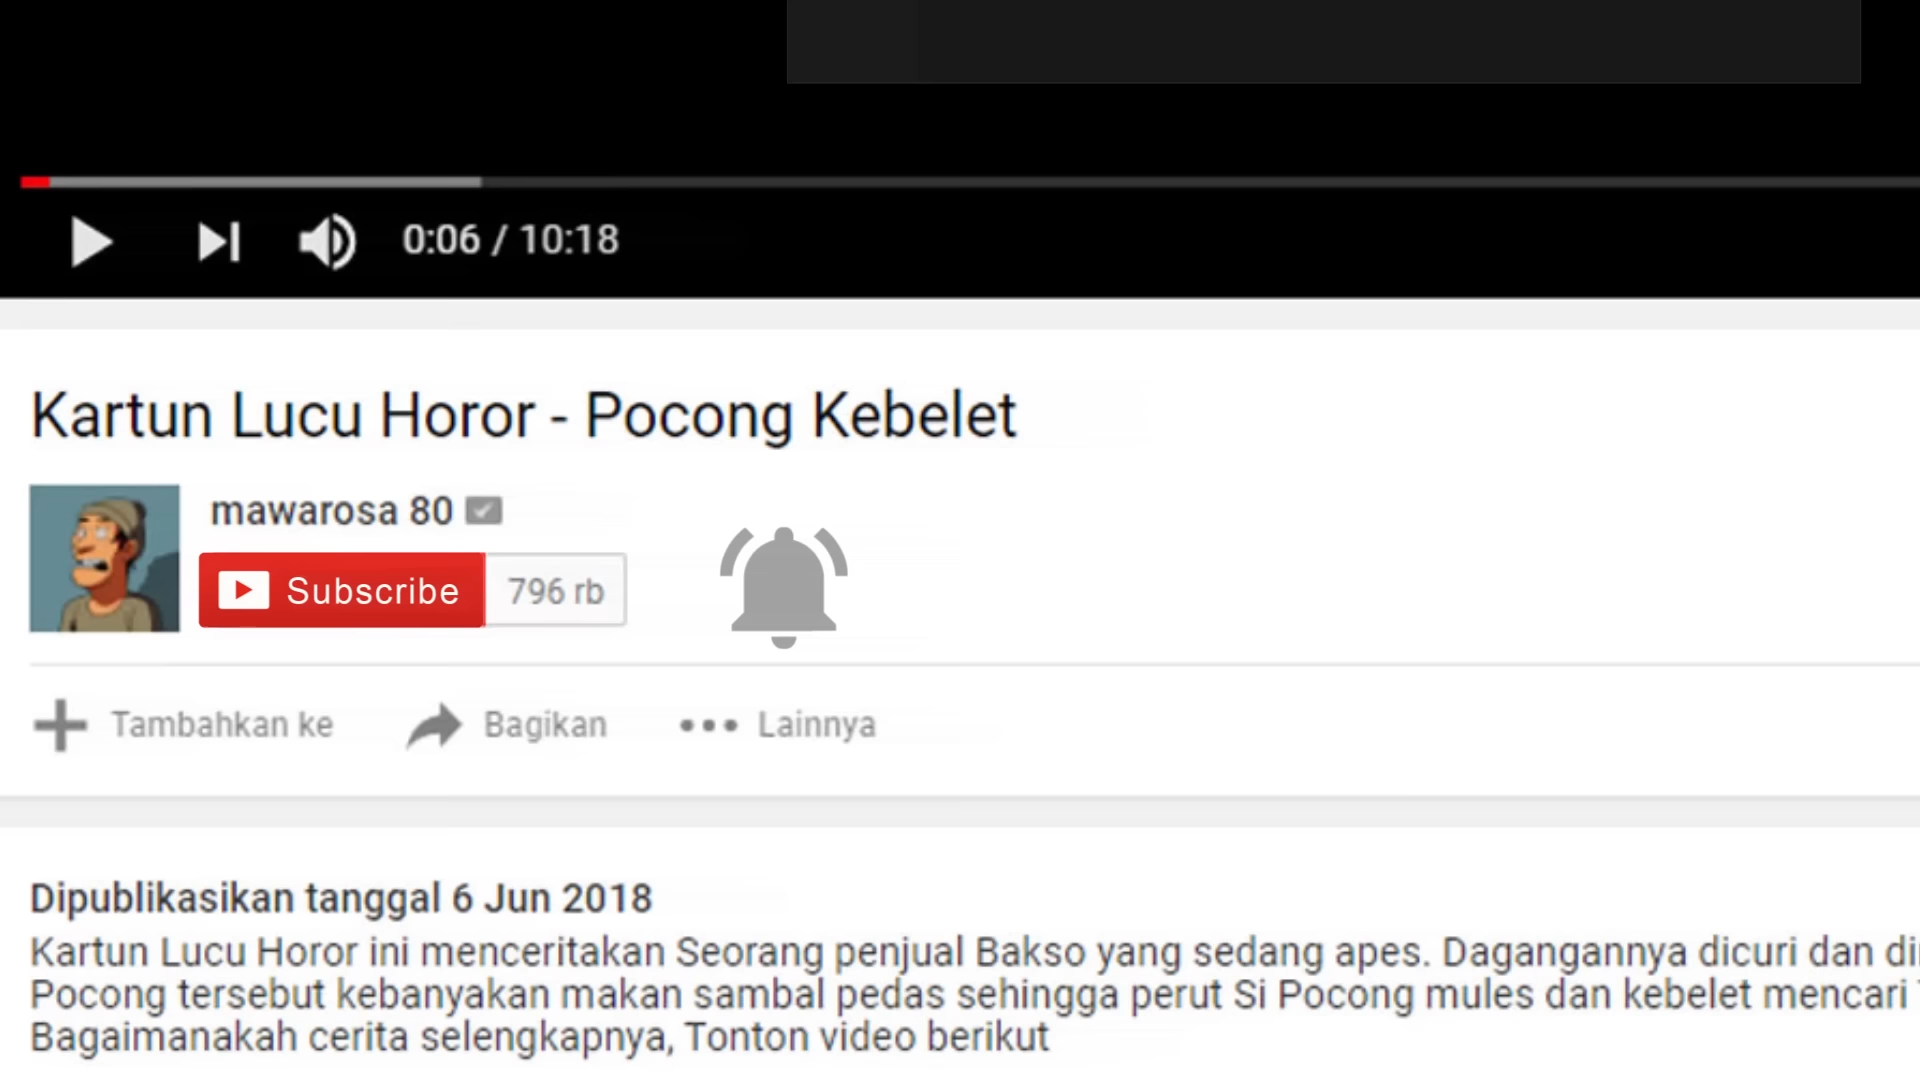 0:06 / 10:18
Kartun Lucu Horor - Pocong Kebelet
mawarosa 80
Subscribe 796 rb
Tambahkan ke Bagikan Lainnya
Dipublikasikan tanggal 6 Jun 2018
Kartun Lucu Horor ini menceritakan Seorang penjual Bakso yang sedang apes. Dagangannya dicuri dan
Pocong tersebut kebanyakan makan sambal pedas sehingga perut Si Pocong mules dan kebelet mencari
Bagaimanakah cerita selengkapnya, Tonton video berikut